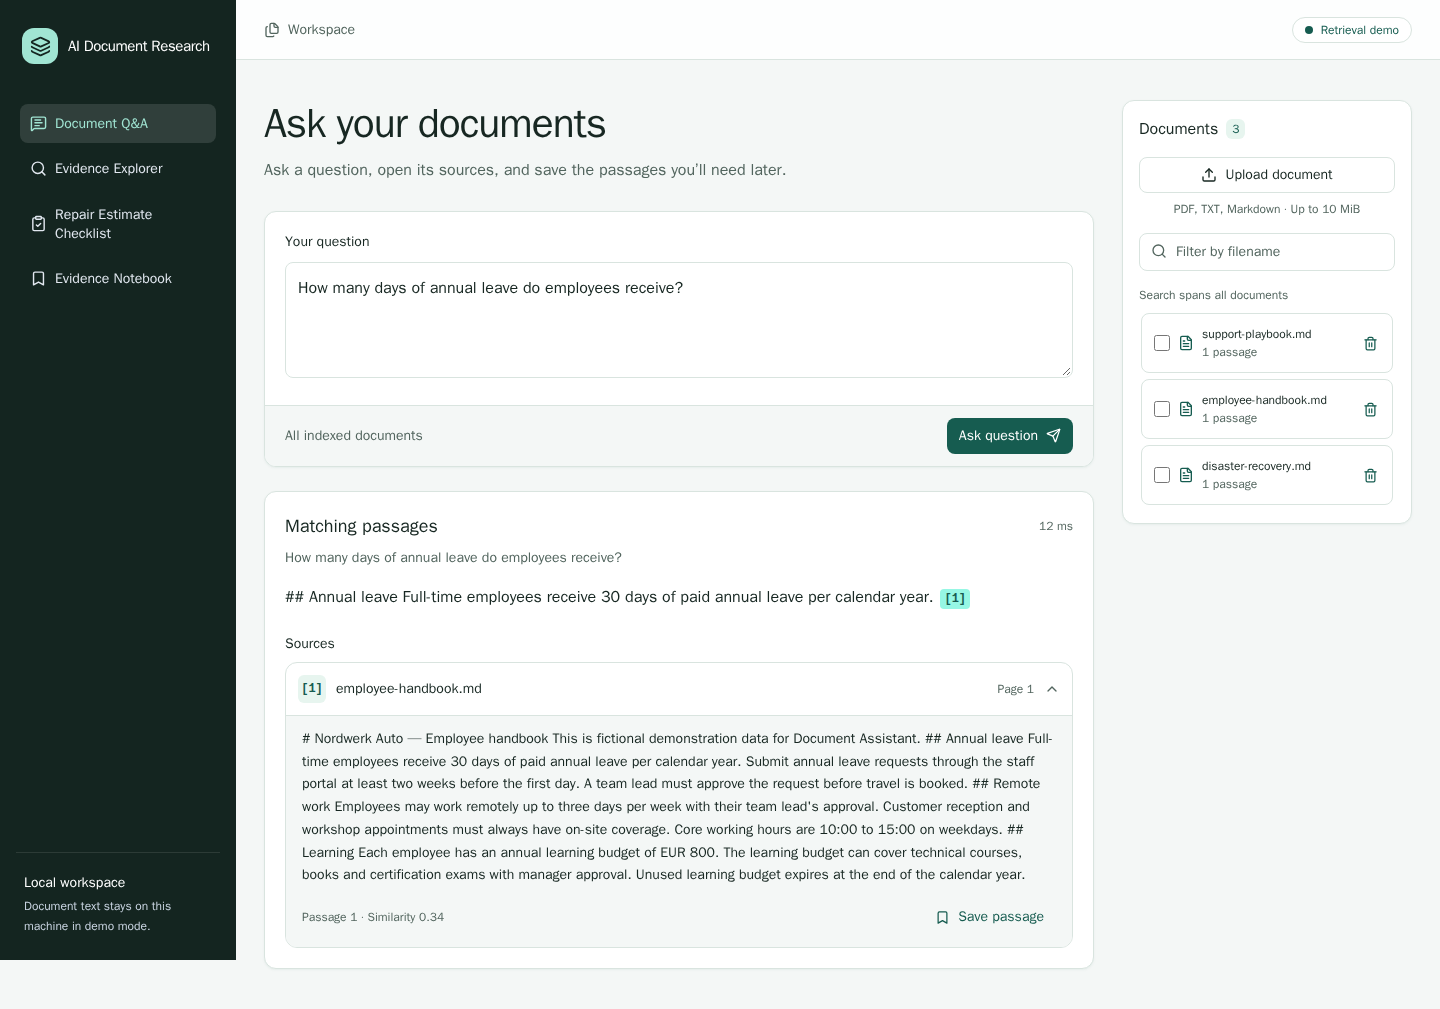 AI Document Research
Document Q&A
Evidence Explorer
Repair Estimate
Checklist
Evidence Notebook
Local workspace
Document text stays on this
machine in demo mode.
Workspace
Retrieval demo
Ask your documents
Ask a question, open its sources, and save the passages you'll need later.
Your question
How many days of annual leave do employees receive?
All indexed documents
Ask question
Matching passages
12 ms
How many days of annual leave do employees receive?
## Annual leave Full-time employees receive 30 days of paid annual leave per calendar year. [1]
Sources
[1] employee-handbook.md
Page 1
# Nordwerk Auto — Employee handbook This is fictional demonstration data for Document Assistant. ## Annual leave Full-
time employees receive 30 days of paid annual leave per calendar year. Submit annual leave requests through the staff
portal at least two weeks before the first day. A team lead must approve the request before travel is booked. ## Remote
work Employees may work remotely up to three days per week with their team lead's approval. Customer reception and
workshop appointments must always have on-site coverage. Core working hours are 10:00 to 15:00 on weekdays. ##
Learning Each employee has an annual learning budget of EUR 800. The learning budget can cover technical courses,
books and certification exams with manager approval. Unused learning budget expires at the end of the calendar year.
Passage 1 · Similarity 0.34
Save passage
Documents 3
Upload document
PDF, TXT, Markdown · Up to 10 MiB
Filter by filename
Search spans all documents
support-playbook.md
1 passage
employee-handbook.md
1 passage
disaster-recovery.md
1 passage